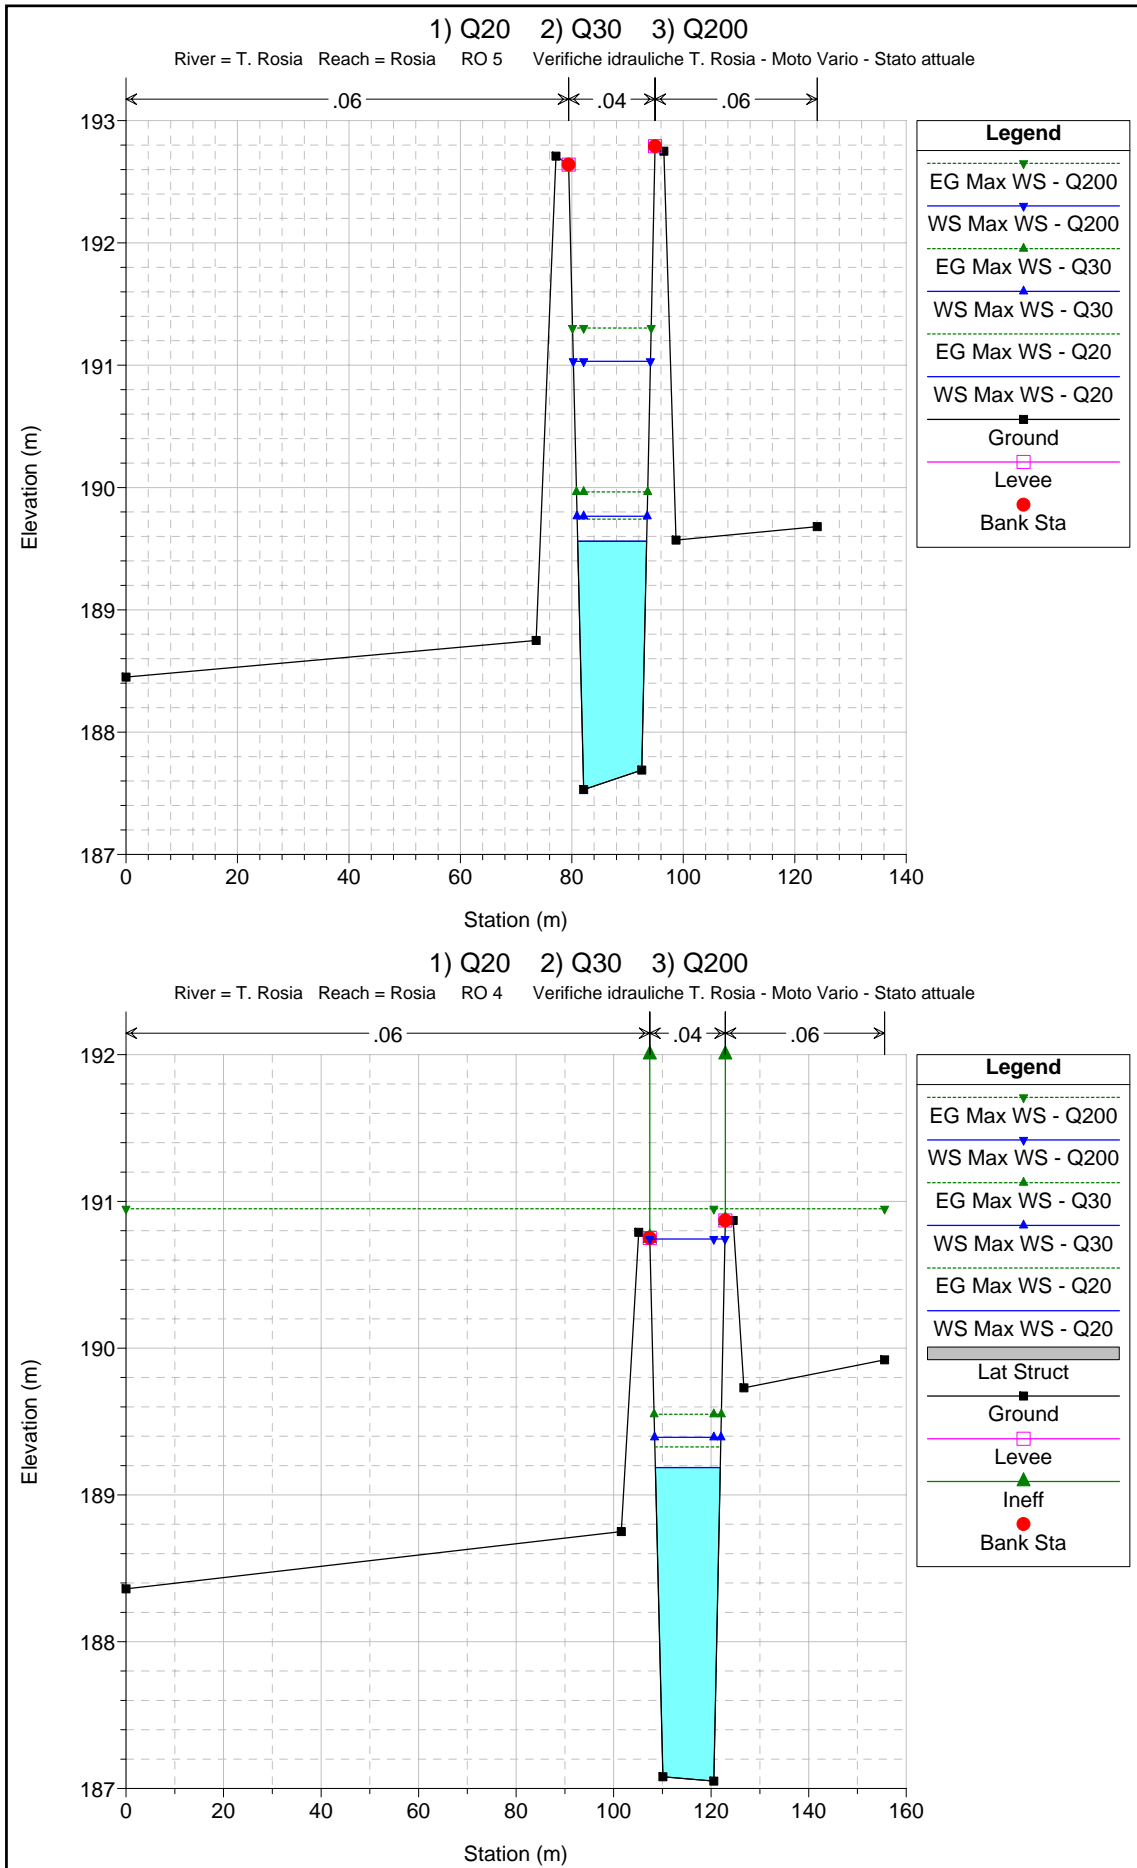 1) Q20 2) Q30 3) Q200
River = T. Rosia Reach = Rosia RO 5 Verifiche idrauliche T. Rosia - Moto Vario - Stato attuale
.06 .04 .06
193
192
191
190
189
188
187
Elevation (m)
0 20 40 60 80 100 120 140
Station (m)
Legend
EG Max WS - Q200
WS Max WS - Q200
EG Max WS - Q30
WS Max WS - Q30
EG Max WS - Q20
WS Max WS - Q20
Ground
Levee
Bank Sta
1) Q20 2) Q30 3) Q200
River = T. Rosia Reach = Rosia RO 4 Verifiche idrauliche T. Rosia - Moto Vario - Stato attuale
.06 .04 .06
192
191
190
189
188
187
Elevation (m)
0 20 40 60 80 100 120 140 160
Station (m)
Legend
EG Max WS - Q200
WS Max WS - Q200
EG Max WS - Q30
WS Max WS - Q30
EG Max WS - Q20
WS Max WS - Q20
Lat Struct
Ground
Levee
Ineff
Bank Sta